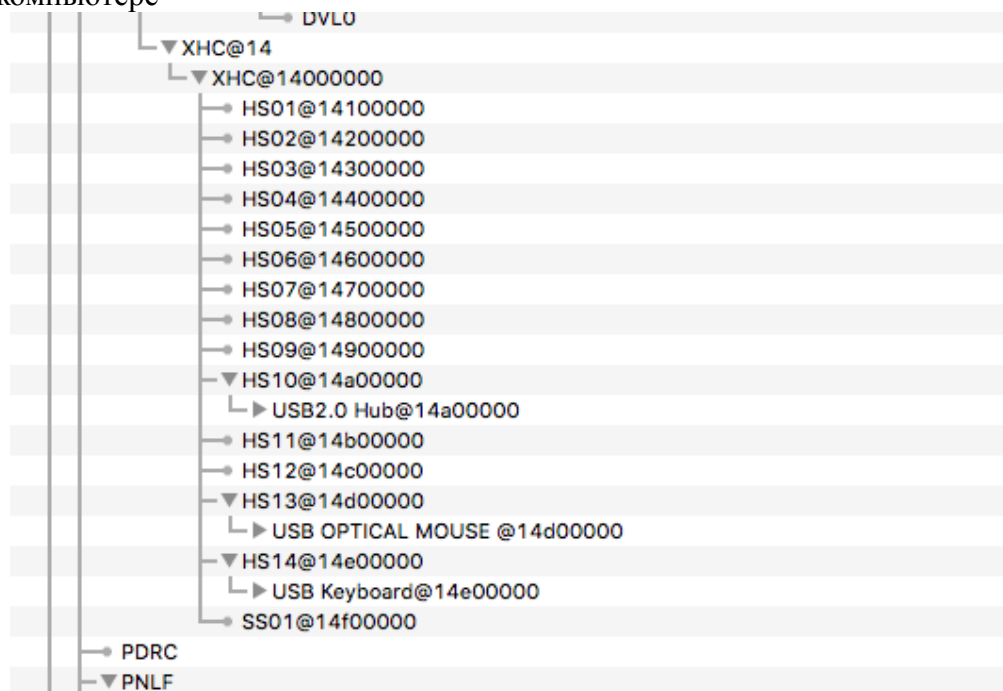 компьютере
DVL0
XHC@14
XHC@14000000
HS01@14100000
HS02@14200000
HS03@14300000
HS04@14400000
HS05@14500000
HS06@14600000
HS07@14700000
HS08@14800000
HS09@14900000
HS10@14a00000
USB2.0 Hub@14a00000
HS11@14b00000
HS12@14c00000
HS13@14d00000
USB OPTICAL MOUSE @14d00000
HS14@14e00000
USB Keyboard@14e00000
SS01@14f00000
PDRC
PNLF